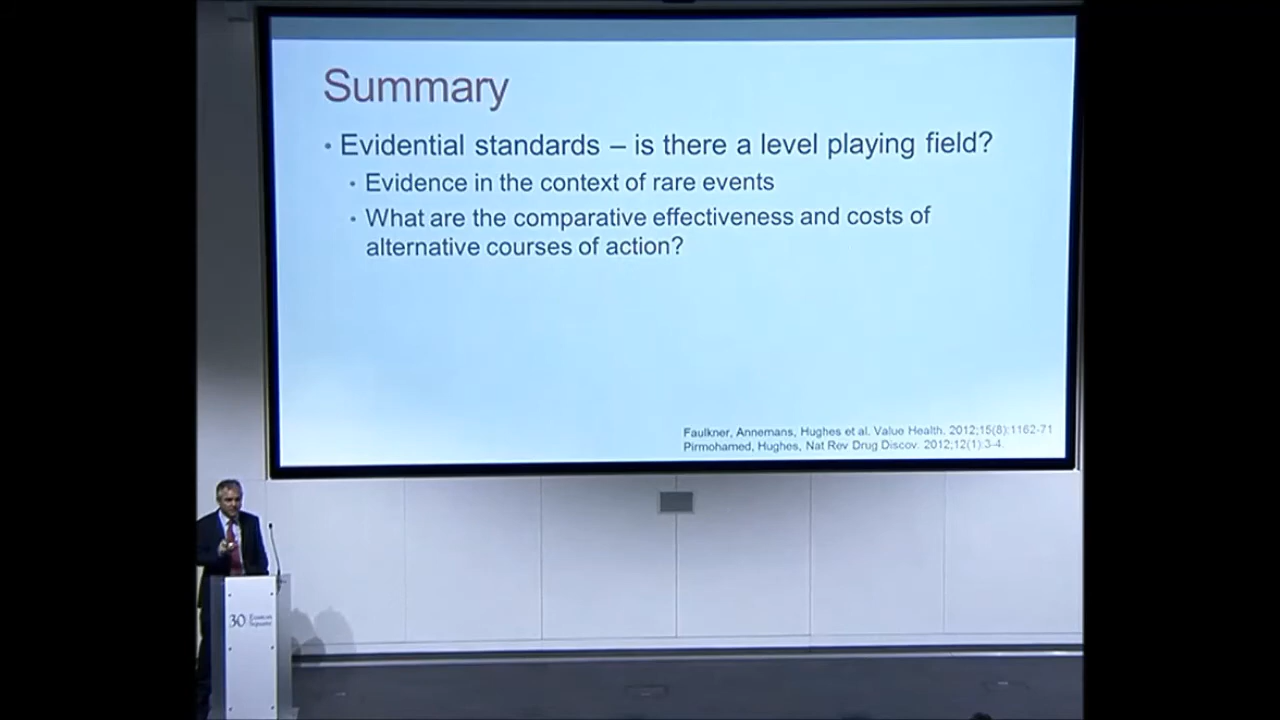 Summary
• Evidential standards – is there a level playing field?
• Evidence in the context of rare events
• What are the comparative effectiveness and costs of
alternative courses of action?
Faulkner, Annemans, Hughes et al. Value Health. 2012;15(8):1162-71
Pirmohamed, Hughes, Nat Rev Drug Discov. 2012;12(1):3-4.
30 Euston
Square